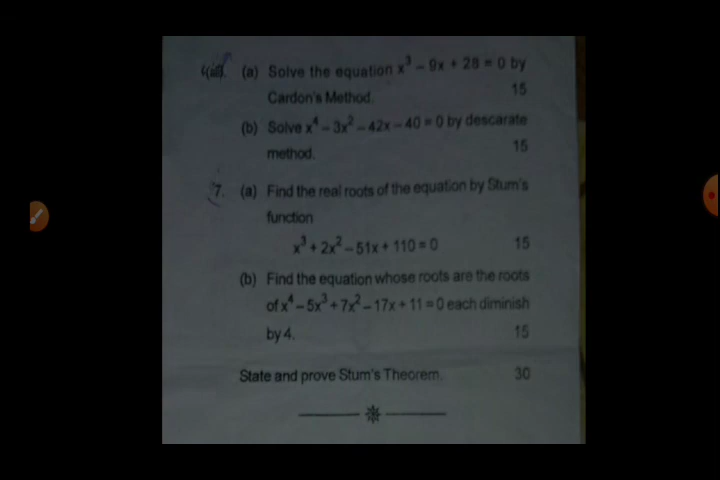 (a) Solve the equation x³ – 9x + 28 = 0 by
Cardon's Method. 15
(b) Solve x⁴ – 3x² – 42x – 40 = 0 by descarate
method. 15
7. (a) Find the real roots of the equation by Stum's
function
x³ + 2x² – 51x + 110 = 0 15
(b) Find the equation whose roots are the roots
of x⁴ – 5x³ + 7x² – 17x + 11 = 0 each diminish
by 4. 15
State and prove Stum's Theorem. 30